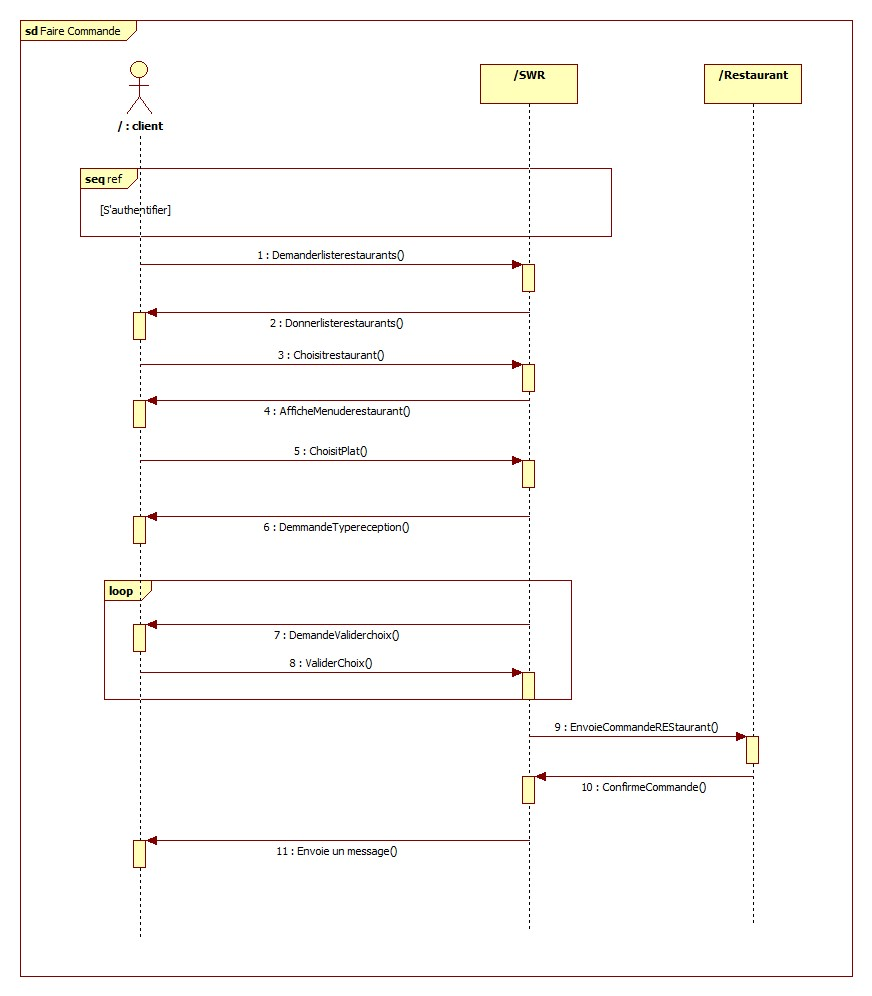 sd Faire Commande
/SWR
/Restaurant
/ : client
seq ref
[S'authentifier]
1 : Demanderlisterestaurants()
2 : Donnerlisterestaurants()
3 : Choisitrestaurant()
4 : AfficheMenuderestaurant()
5 : ChoisitPlat()
6 : DemmandeTypereception()
loop
7 : DemandeValiderchoix()
8 : ValiderChoix()
9 : EnvoieCommandeREStaurant()
10 : ConfirmeCommande()
11 : Envoie un message()